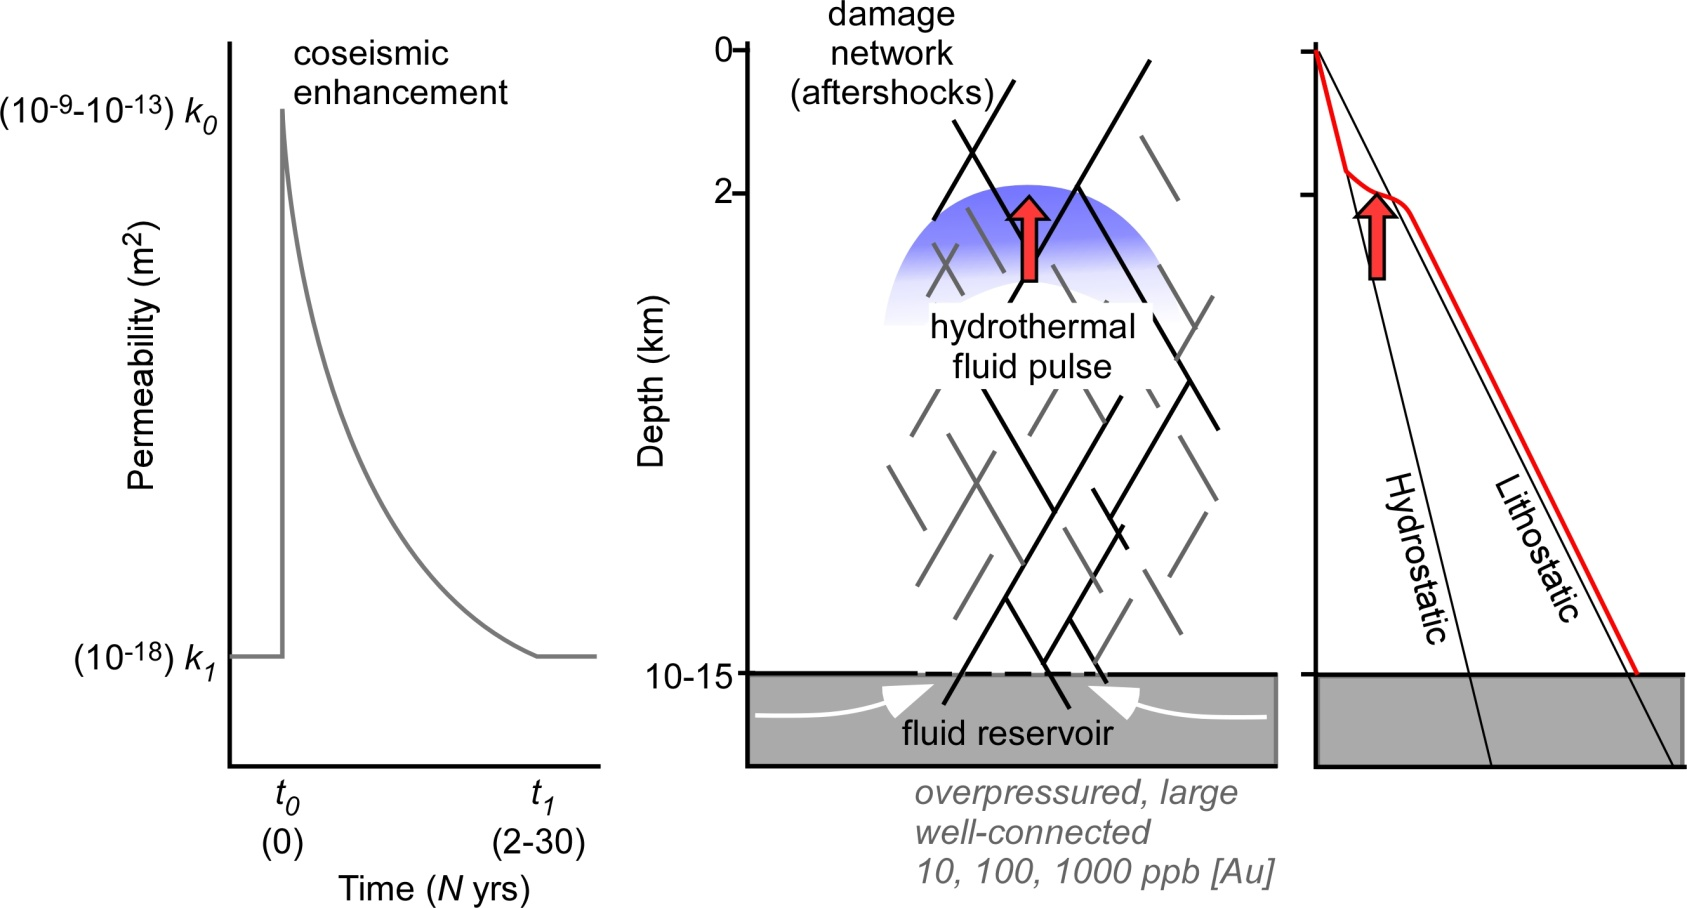 coseismic
enhancement
(10⁻⁹-10⁻¹³) k₀
Permeability (m²)
(10⁻¹⁸) k₁
t₀
(0)
t₁
(2-30)
Time (N yrs)
damage
network
(aftershocks)
0
2
Depth (km)
10-15
hydrothermal
fluid pulse
fluid reservoir
overpressured, large
well-connected
10, 100, 1000 ppb [Au]
Hydrostatic
Lithostatic